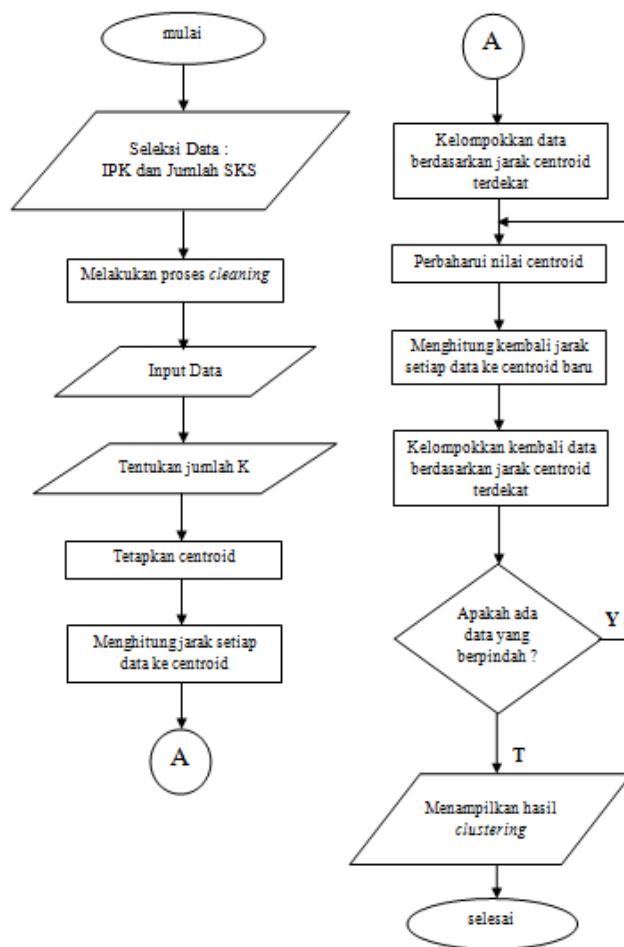 mulai
Seleksi Data :
IPK dan Jumlah SKS
Melakukan proses cleaning
Input Data
Tentukan jumlah K
Tetapkan centroid
Menghitung jarak setiap
data ke centroid
A
A
Kelompokkan data
berdasarkan jarak centroid
terdekat
Perbaharui nilai centroid
Menghitung kembali jarak
setiap data ke centroid baru
Kelompokkan kembali data
berdasarkan jarak centroid
terdekat
Apakah ada
data yang
berpindah ?
Y
T
Menampilkan hasil
clustering
selesai